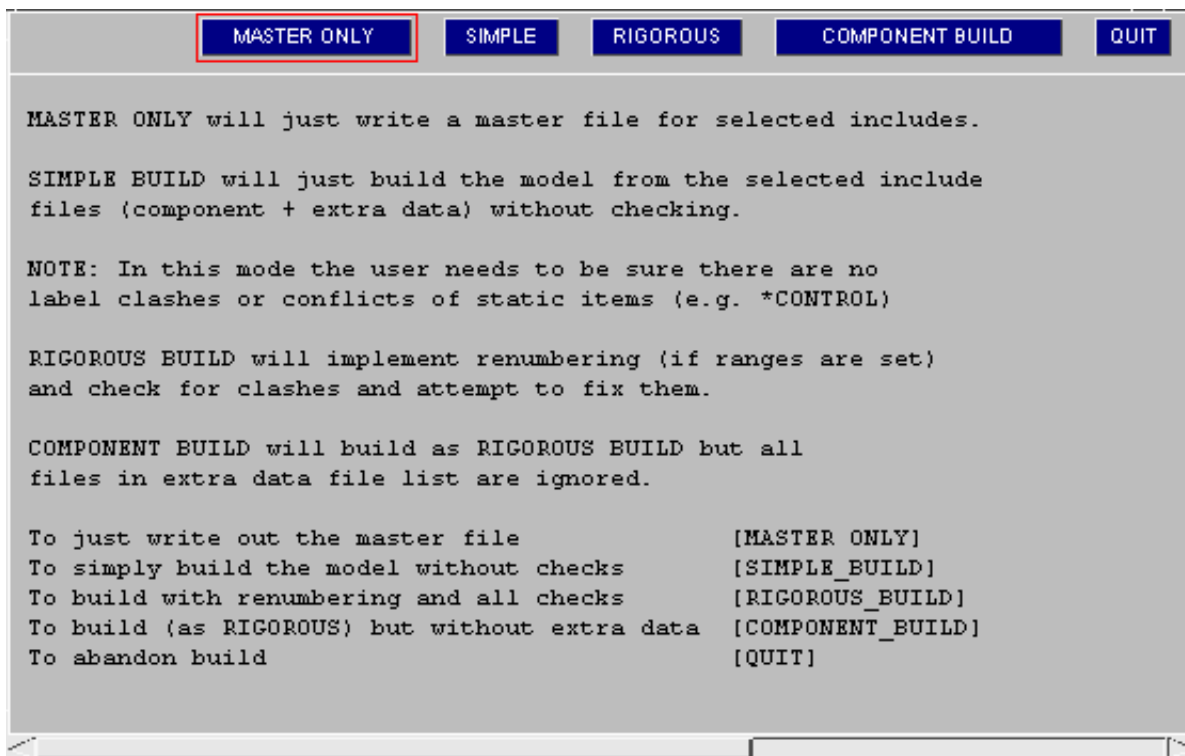 MASTER ONLY SIMPLE RIGOROUS COMPONENT BUILD QUIT
MASTER ONLY will just write a master file for selected includes.
SIMPLE BUILD will just build the model from the selected include
files (component + extra data) without checking.
NOTE: In this mode the user needs to be sure there are no
label clashes or conflicts of static items (e.g. *CONTROL)
RIGOROUS BUILD will implement renumbering (if ranges are set)
and check for clashes and attempt to fix them.
COMPONENT BUILD will build as RIGOROUS BUILD but all
files in extra data file list are ignored.
To just write out the master file [MASTER ONLY]
To simply build the model without checks [SIMPLE_BUILD]
To build with renumbering and all checks [RIGOROUS_BUILD]
To build (as RIGOROUS) but without extra data [COMPONENT_BUILD]
To abandon build [QUIT]